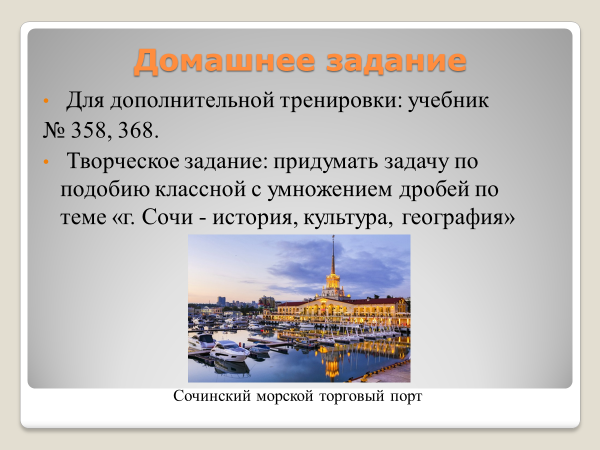 Домашнее задание
• Для дополнительной тренировки: учебник
№ 358, 368.
• Творческое задание: придумать задачу по
подобию классной с умножением дробей по
теме «г. Сочи - история, культура, география»
Сочинский морской торговый порт